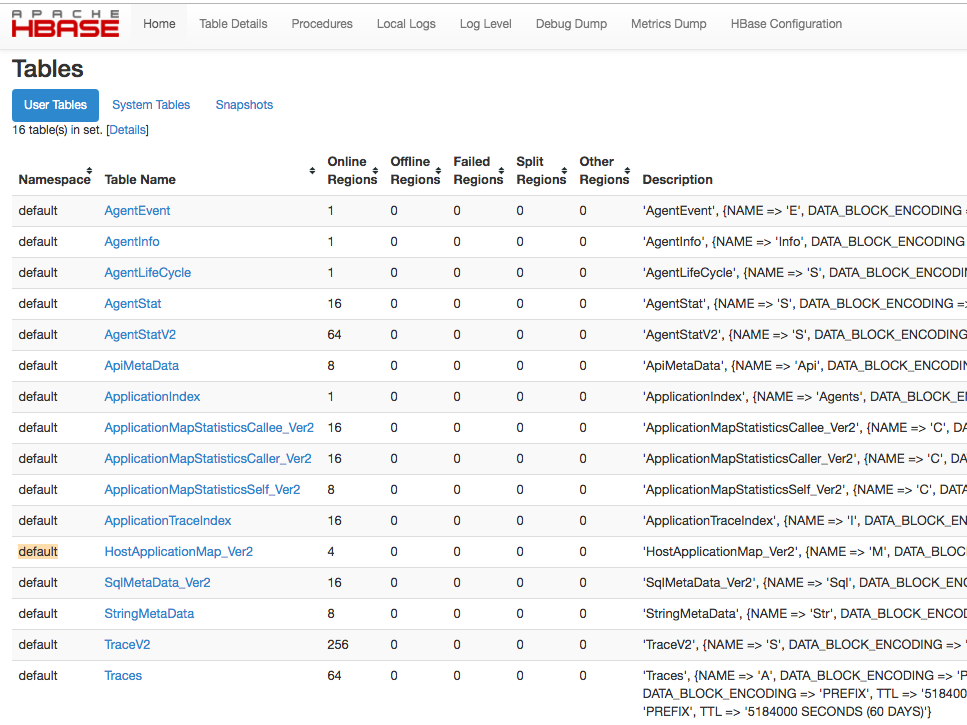 APACHE
HBASE
Home Table Details Procedures Local Logs Log Level Debug Dump Metrics Dump HBase Configuration
Tables
User Tables System Tables Snapshots
16 table(s) in set. [Details]
Namespace Table Name Online Regions Offline Regions Failed Regions Split Regions Other Regions Description
default AgentEvent 1 0 0 0 0 'AgentEvent', {NAME => 'E', DATA_BLOCK_ENCODING =
default AgentInfo 1 0 0 0 0 'AgentInfo', {NAME => 'Info', DATA_BLOCK_ENCODING
default AgentLifeCycle 1 0 0 0 0 'AgentLifeCycle', {NAME => 'S', DATA_BLOCK_ENCODIN
default AgentStat 16 0 0 0 0 'AgentStat', {NAME => 'S', DATA_BLOCK_ENCODING =>
default AgentStatV2 64 0 0 0 0 'AgentStatV2', {NAME => 'S', DATA_BLOCK_ENCODING
default ApiMetaData 8 0 0 0 0 'ApiMetaData', {NAME => 'Api', DATA_BLOCK_ENCODIN
default ApplicationIndex 1 0 0 0 0 'ApplicationIndex', {NAME => 'Agents', DATA_BLOCK_E
default ApplicationMapStatisticsCallee_Ver2 16 0 0 0 0 'ApplicationMapStatisticsCallee_Ver2', {NAME => 'C', DA
default ApplicationMapStatisticsCaller_Ver2 16 0 0 0 0 'ApplicationMapStatisticsCaller_Ver2', {NAME => 'C', DA
default ApplicationMapStatisticsSelf_Ver2 8 0 0 0 0 'ApplicationMapStatisticsSelf_Ver2', {NAME => 'C', DATA
default ApplicationTraceIndex 16 0 0 0 0 'ApplicationTraceIndex', {NAME => 'I', DATA_BLOCK_EN
default HostApplicationMap_Ver2 4 0 0 0 0 'HostApplicationMap_Ver2', {NAME => 'M', DATA_BLOC
default SqlMetaData_Ver2 16 0 0 0 0 'SqlMetaData_Ver2', {NAME => 'Sql', DATA_BLOCK_ENC
default StringMetaData 8 0 0 0 0 'StringMetaData', {NAME => 'Str', DATA_BLOCK_ENCOD
default TraceV2 256 0 0 0 0 'TraceV2', {NAME => 'S', DATA_BLOCK_ENCODING => '
default Traces 64 0 0 0 0 'Traces', {NAME => 'A', DATA_BLOCK_ENCODING => 'P
DATA_BLOCK_ENCODING => 'PREFIX', TTL => '518400
'PREFIX', TTL => '5184000 SECONDS (60 DAYS)'}